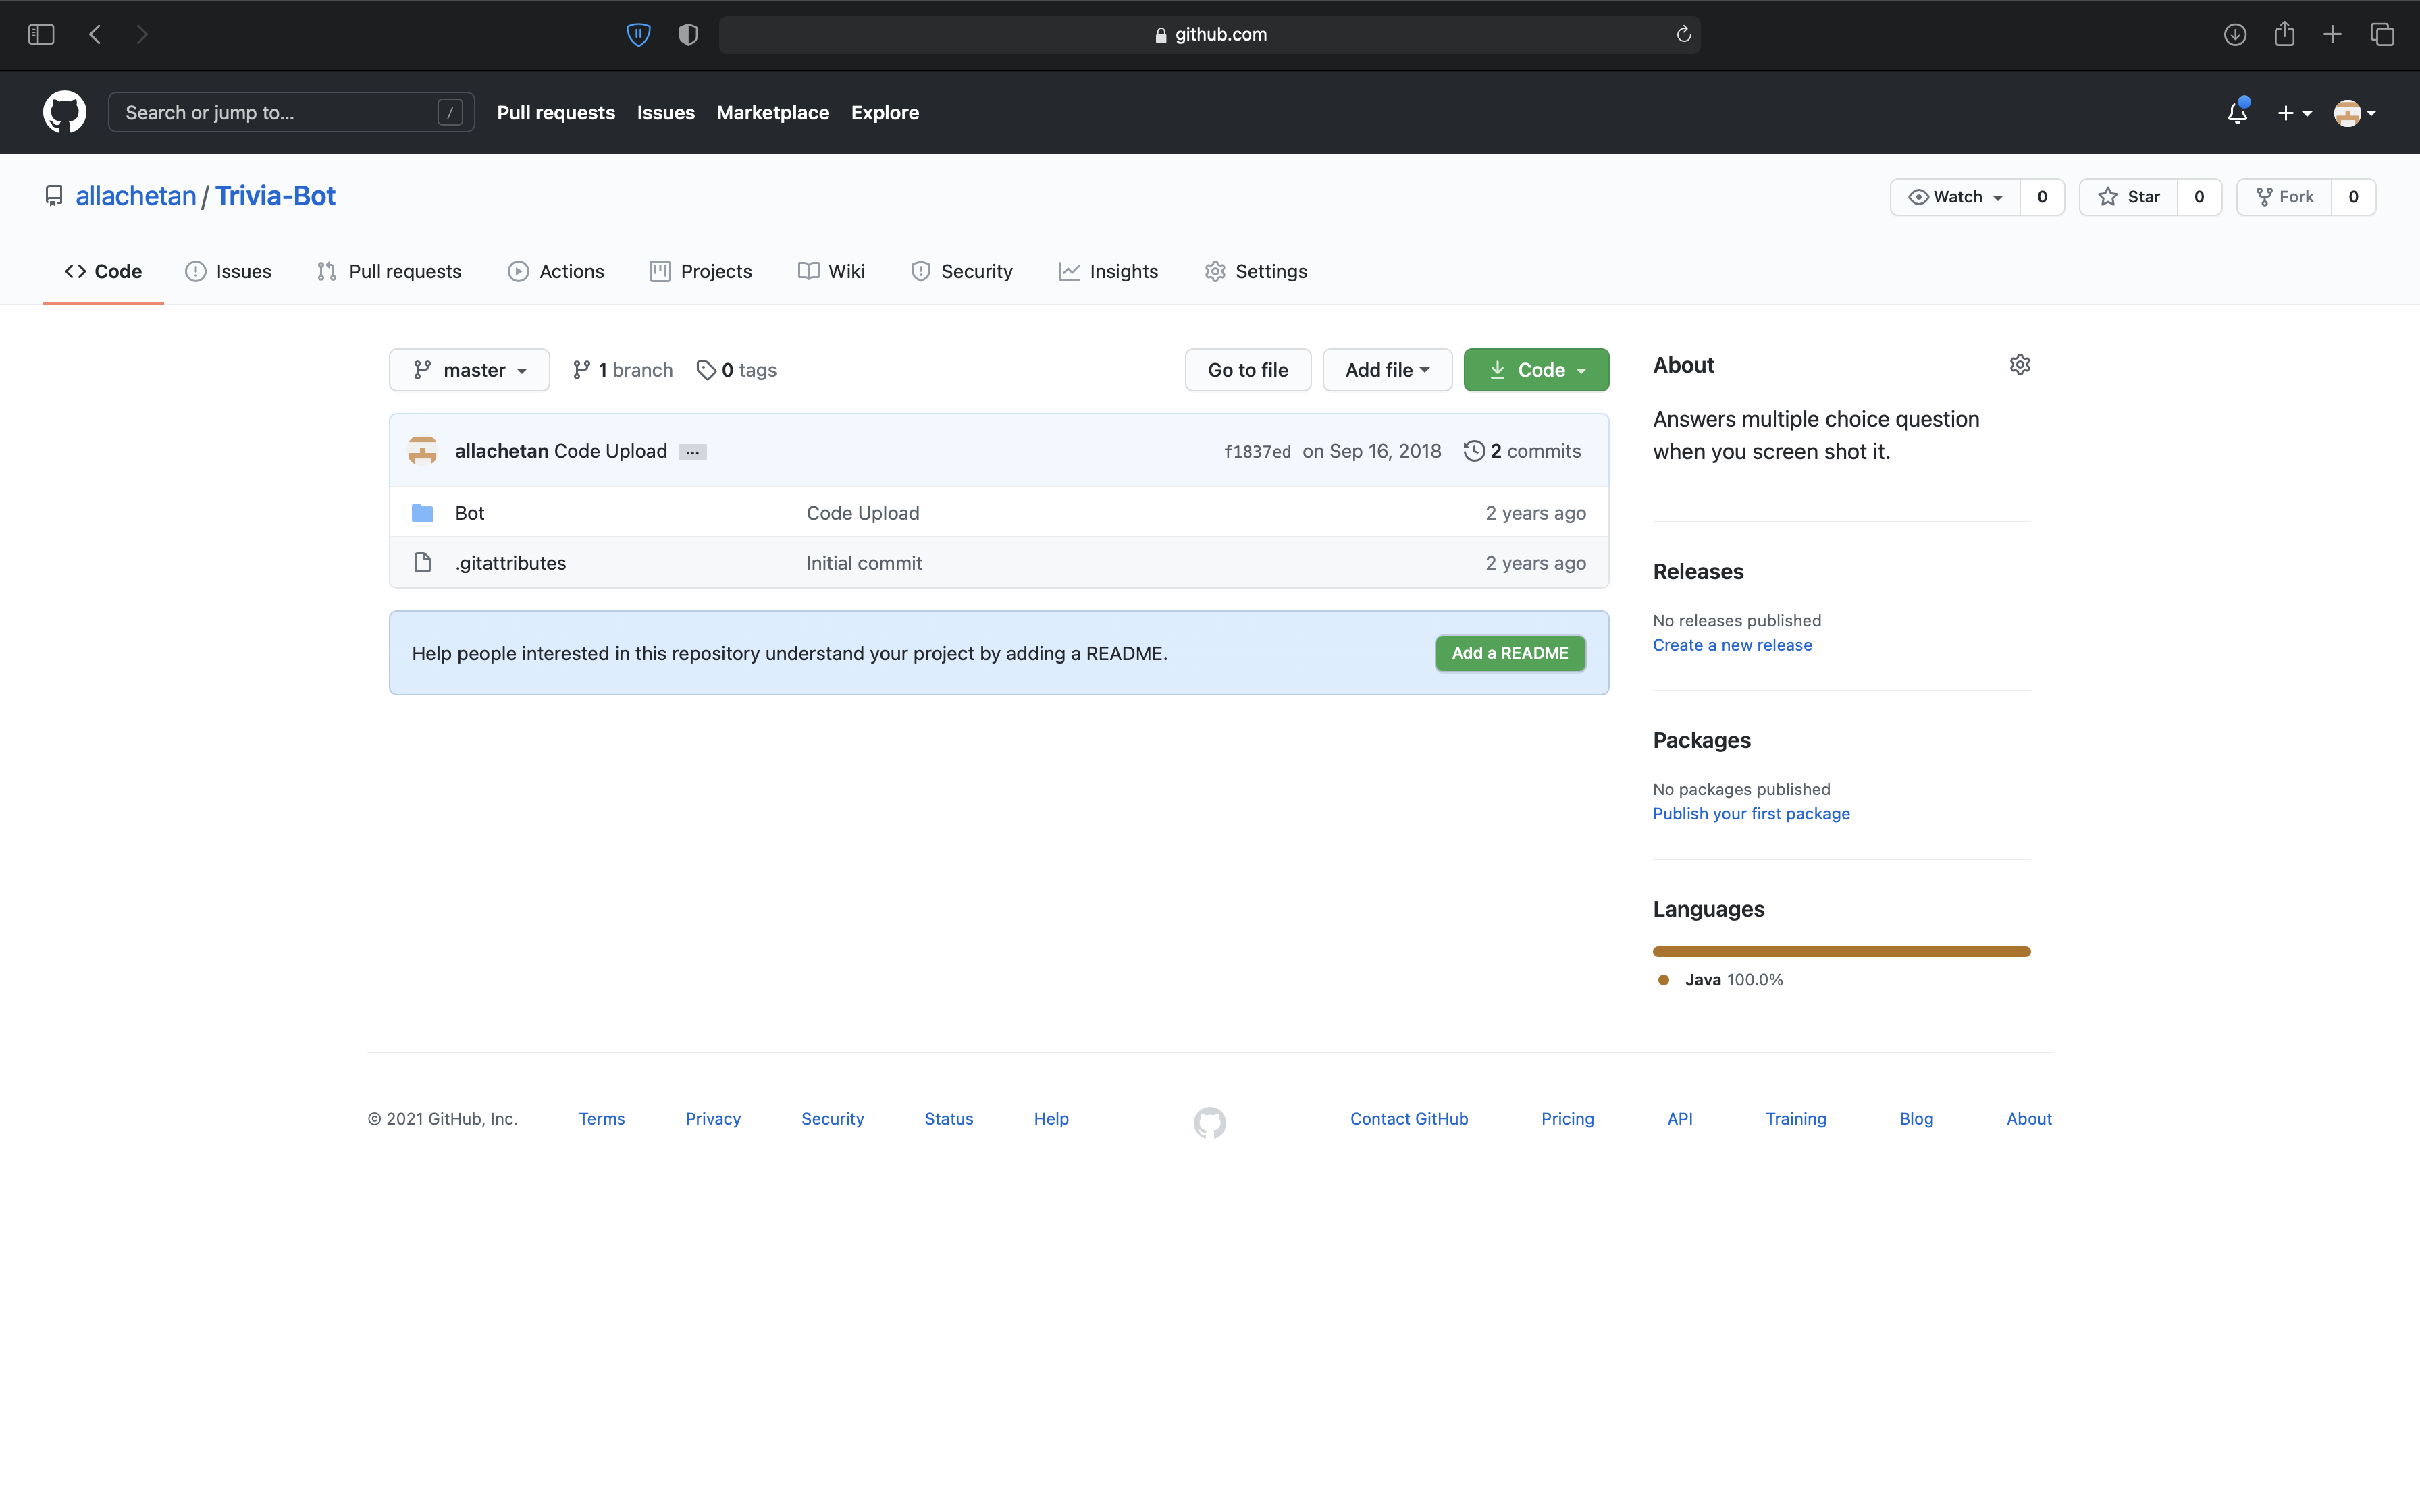 github.com
Search or jump to... /
Pull requests Issues Marketplace Explore
allachetan / Trivia-Bot
Watch 0 Star 0 Fork 0
Code Issues Pull requests Actions Projects Wiki Security Insights Settings
master 1 branch 0 tags
Go to file Add file Code
allachetan Code Upload ... f1837ed on Sep 16, 2018 2 commits
Bot Code Upload 2 years ago
.gitattributes Initial commit 2 years ago
Help people interested in this repository understand your project by adding a README. Add a README
About
Answers multiple choice question
when you screen shot it.
Releases
No releases published
Create a new release
Packages
No packages published
Publish your first package
Languages
Java 100.0%
© 2021 GitHub, Inc. Terms Privacy Security Status Help Contact GitHub Pricing API Training Blog About